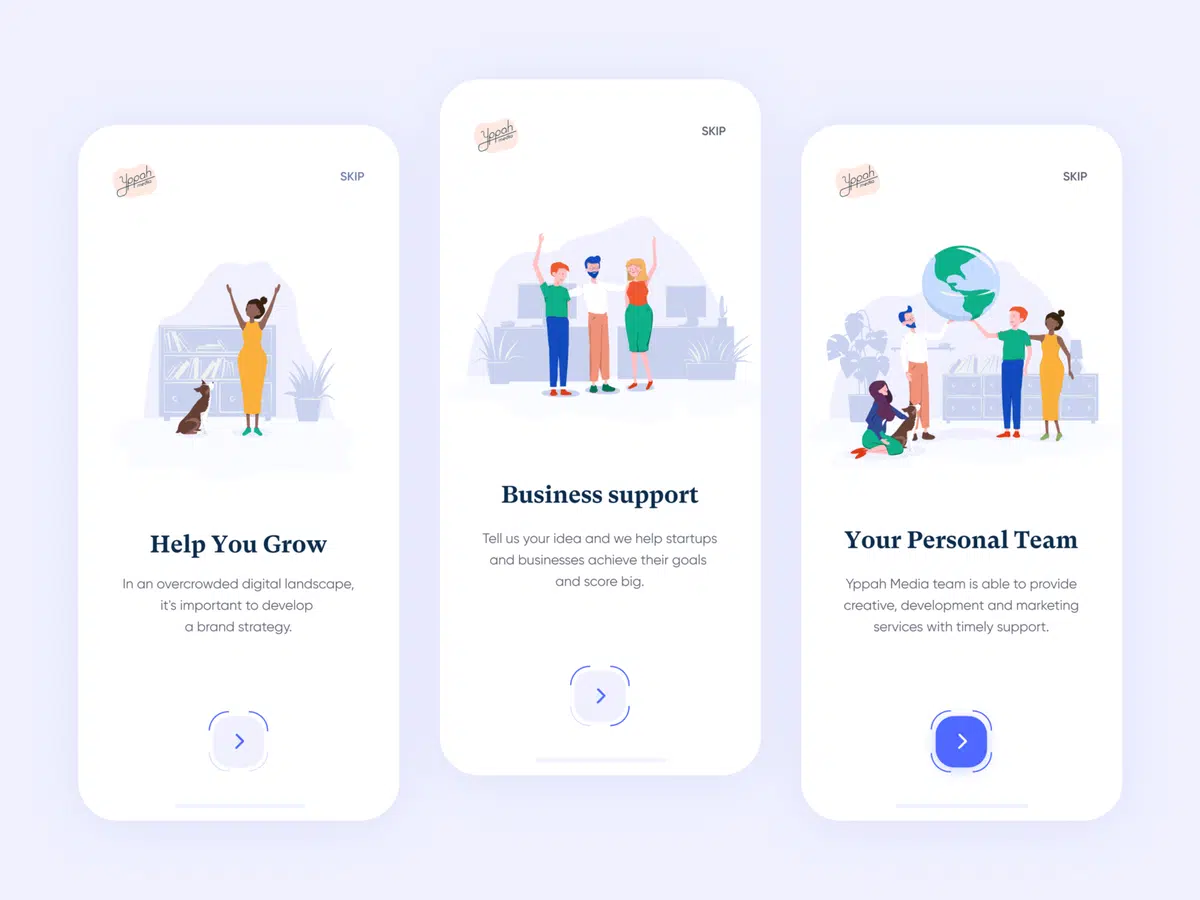 Yppah
media
SKIP
Help You Grow
In an overcrowded digital landscape,
it's important to develop
a brand strategy.
Yppah
media
SKIP
Business support
Tell us your idea and we help startups
and businesses achieve their goals
and score big.
Yppah
media
SKIP
Your Personal Team
Yppah Media team is able to provide
creative, development and marketing
services with timely support.